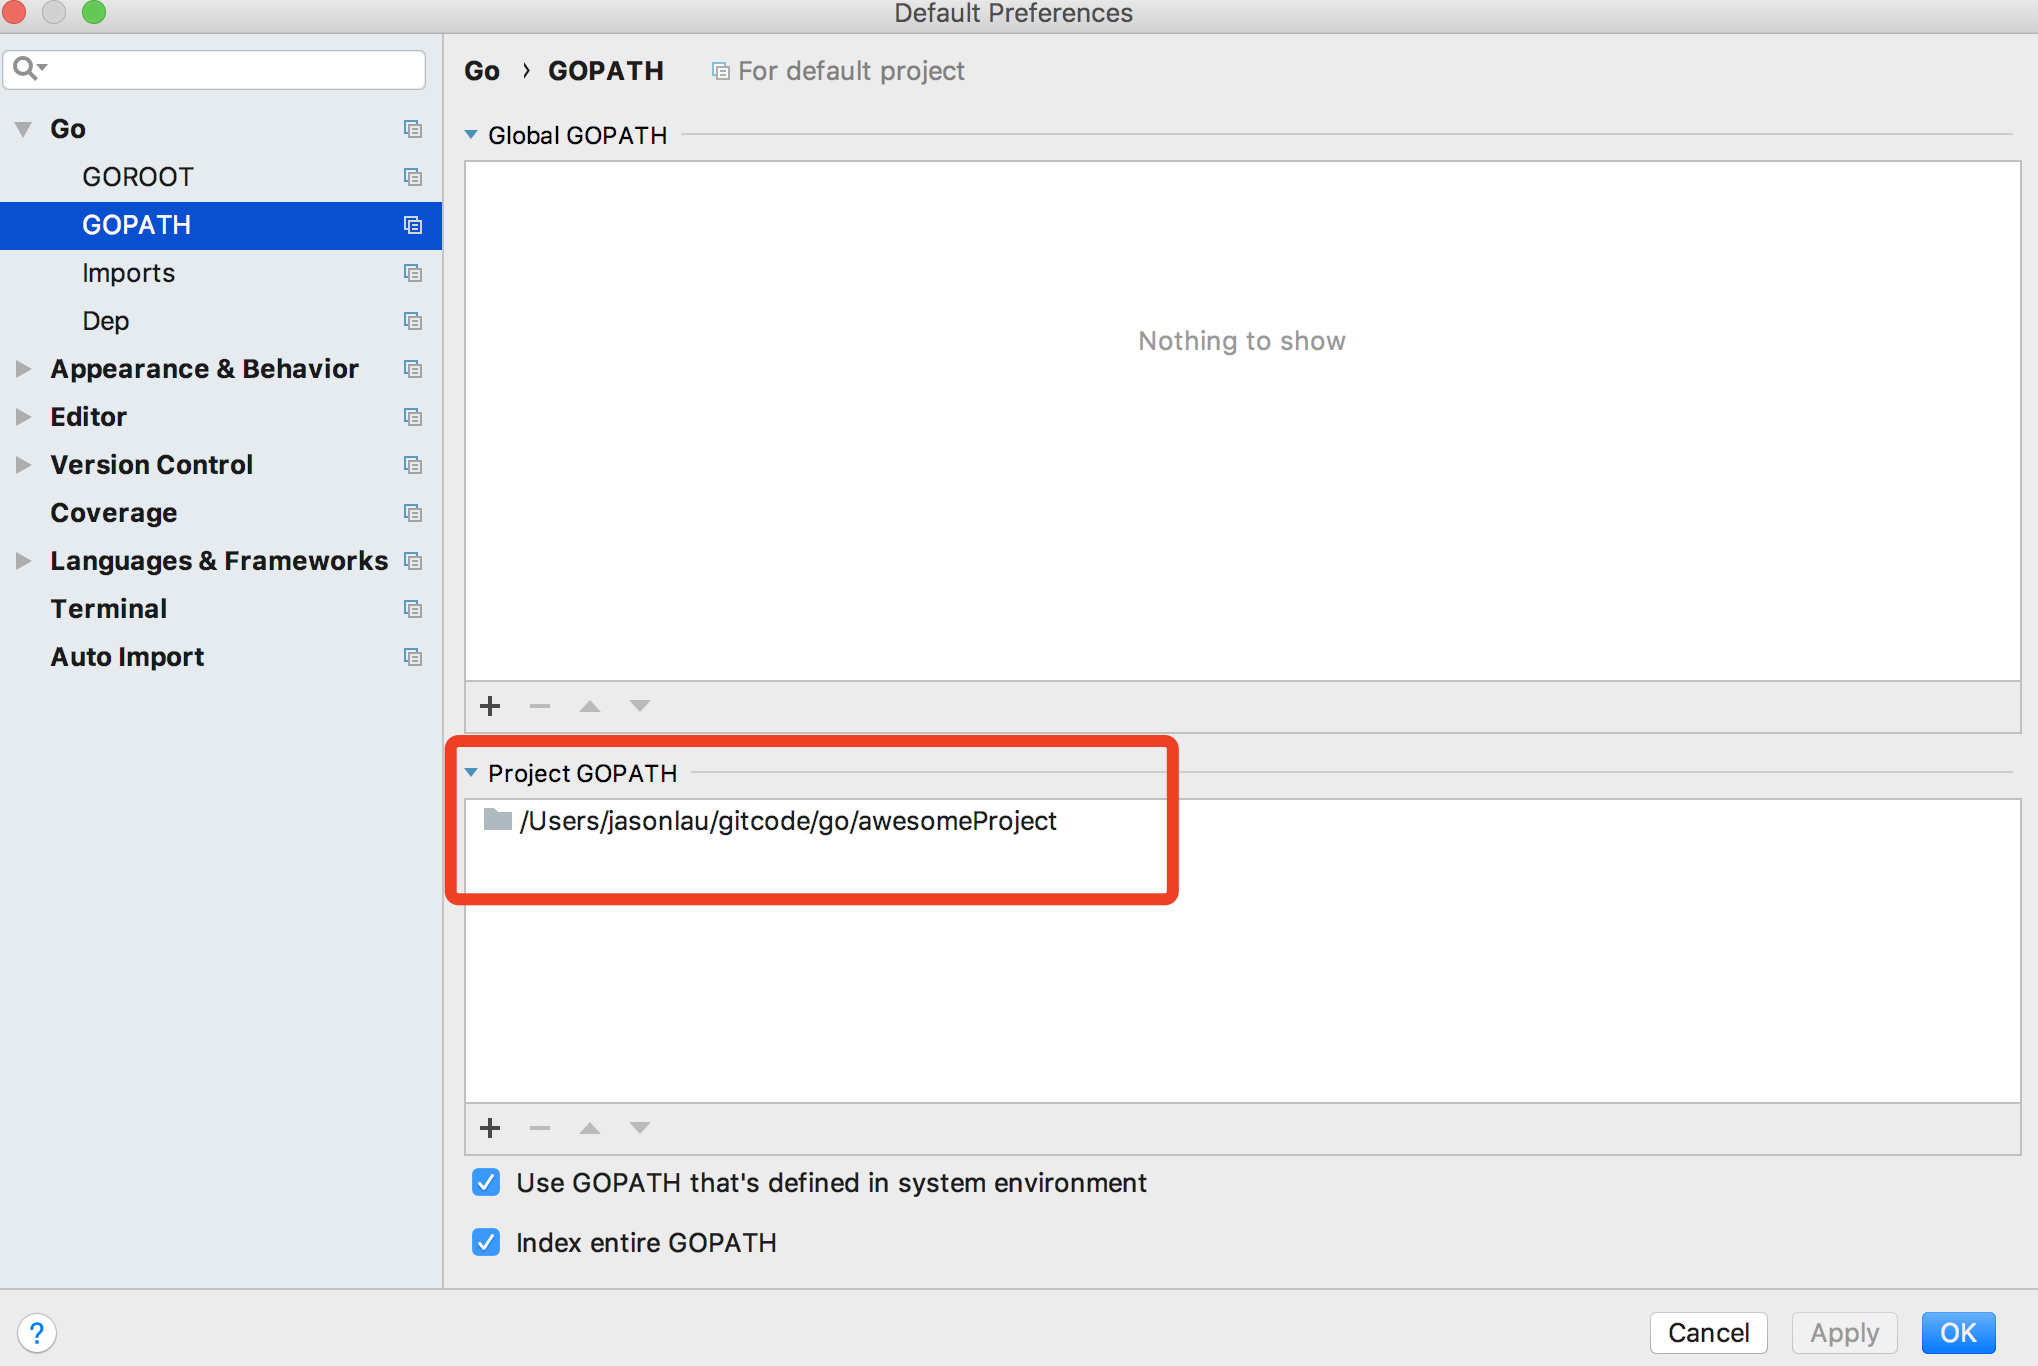 Default Preferences
Go
GOROOT
GOPATH
Imports
Dep
Appearance & Behavior
Editor
Version Control
Coverage
Languages & Frameworks
Terminal
Auto Import
Go › GOPATH For default project
Global GOPATH
Nothing to show
Project GOPATH
/Users/jasonlau/gitcode/go/awesomeProject
Use GOPATH that's defined in system environment
Index entire GOPATH
?
Cancel
Apply
OK